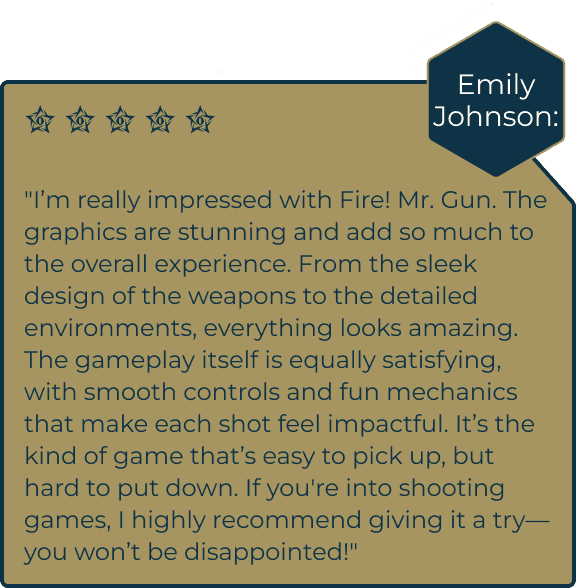 Emily
Johnson:
"I’m really impressed with Fire! Mr. Gun. The
graphics are stunning and add so much to
the overall experience. From the sleek
design of the weapons to the detailed
environments, everything looks amazing.
The gameplay itself is equally satisfying,
with smooth controls and fun mechanics
that make each shot feel impactful. It’s the
kind of game that’s easy to pick up, but
hard to put down. If you're into shooting
games, I highly recommend giving it a try—
you won’t be disappointed!"